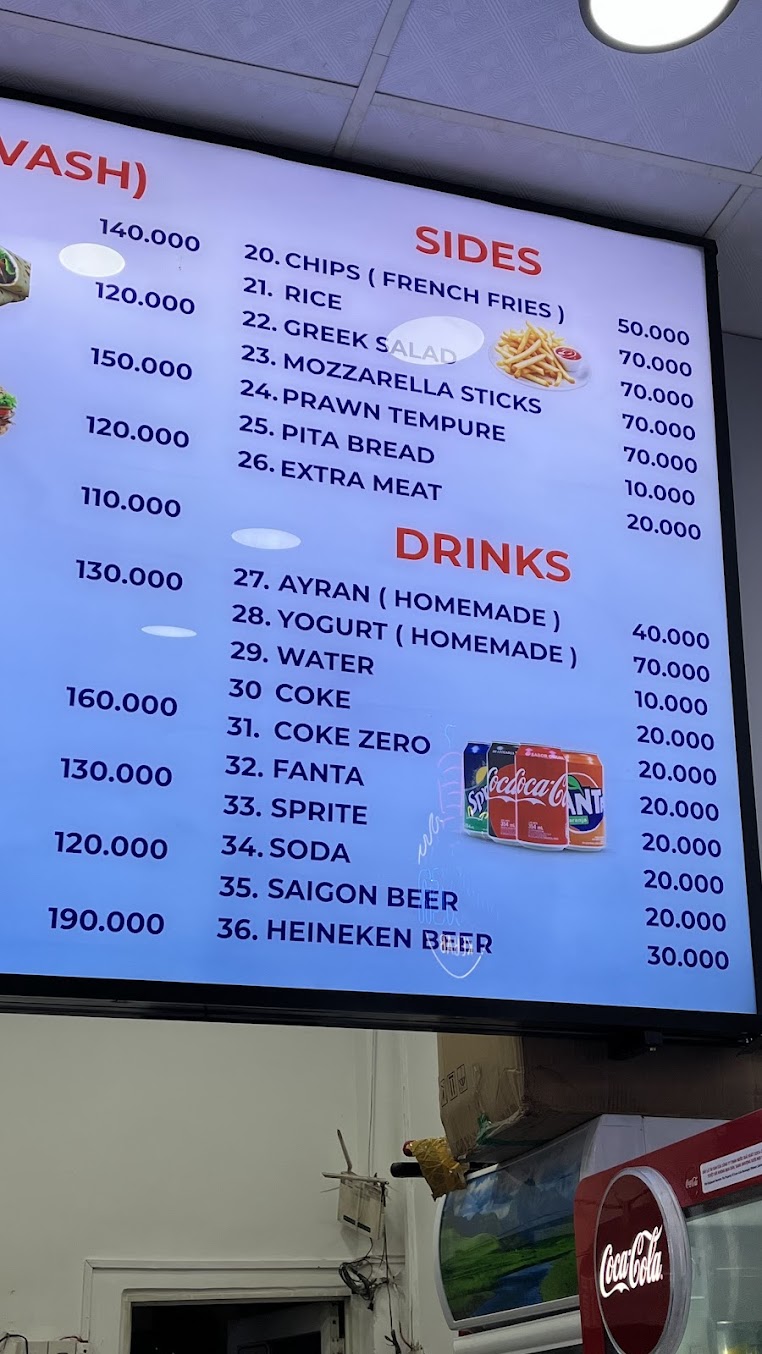 VASH)
140.000
120.000
150.000
120.000
110.000
130.000
160.000
130.000
120.000
190.000
SIDES
20. CHIPS ( FRENCH FRIES ) 50.000
21. RICE 70.000
22. GREEK SALAD 70.000
23. MOZZARELLA STICKS 70.000
24. PRAWN TEMPURE 70.000
25. PITA BREAD 10.000
26. EXTRA MEAT 20.000
DRINKS
27. AYRAN ( HOMEMADE ) 40.000
28. YOGURT ( HOMEMADE ) 70.000
29. WATER 10.000
30 COKE 20.000
31. COKE ZERO 20.000
32. FANTA 20.000
33. SPRITE 20.000
34. SODA 20.000
35. SAIGON BEER 20.000
36. HEINEKEN BEER 30.000
Coca-Cola
Coca-Cola